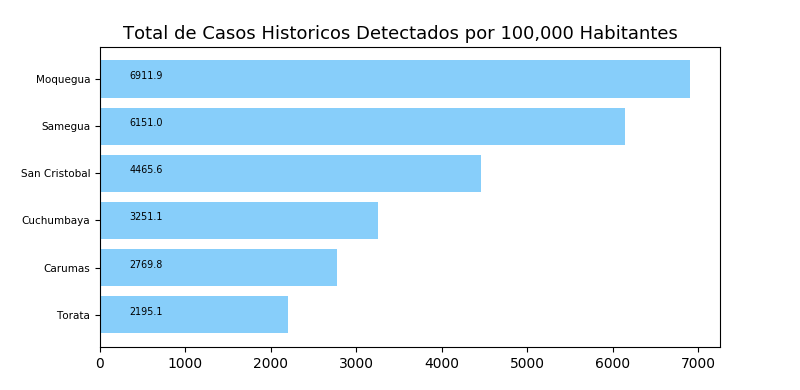 Total de Casos Historicos Detectados por 100,000 Habitantes
Moquegua 6911.9
Samegua 6151.0
San Cristobal 4465.6
Cuchumbaya 3251.1
Carumas 2769.8
Torata 2195.1
0 1000 2000 3000 4000 5000 6000 7000